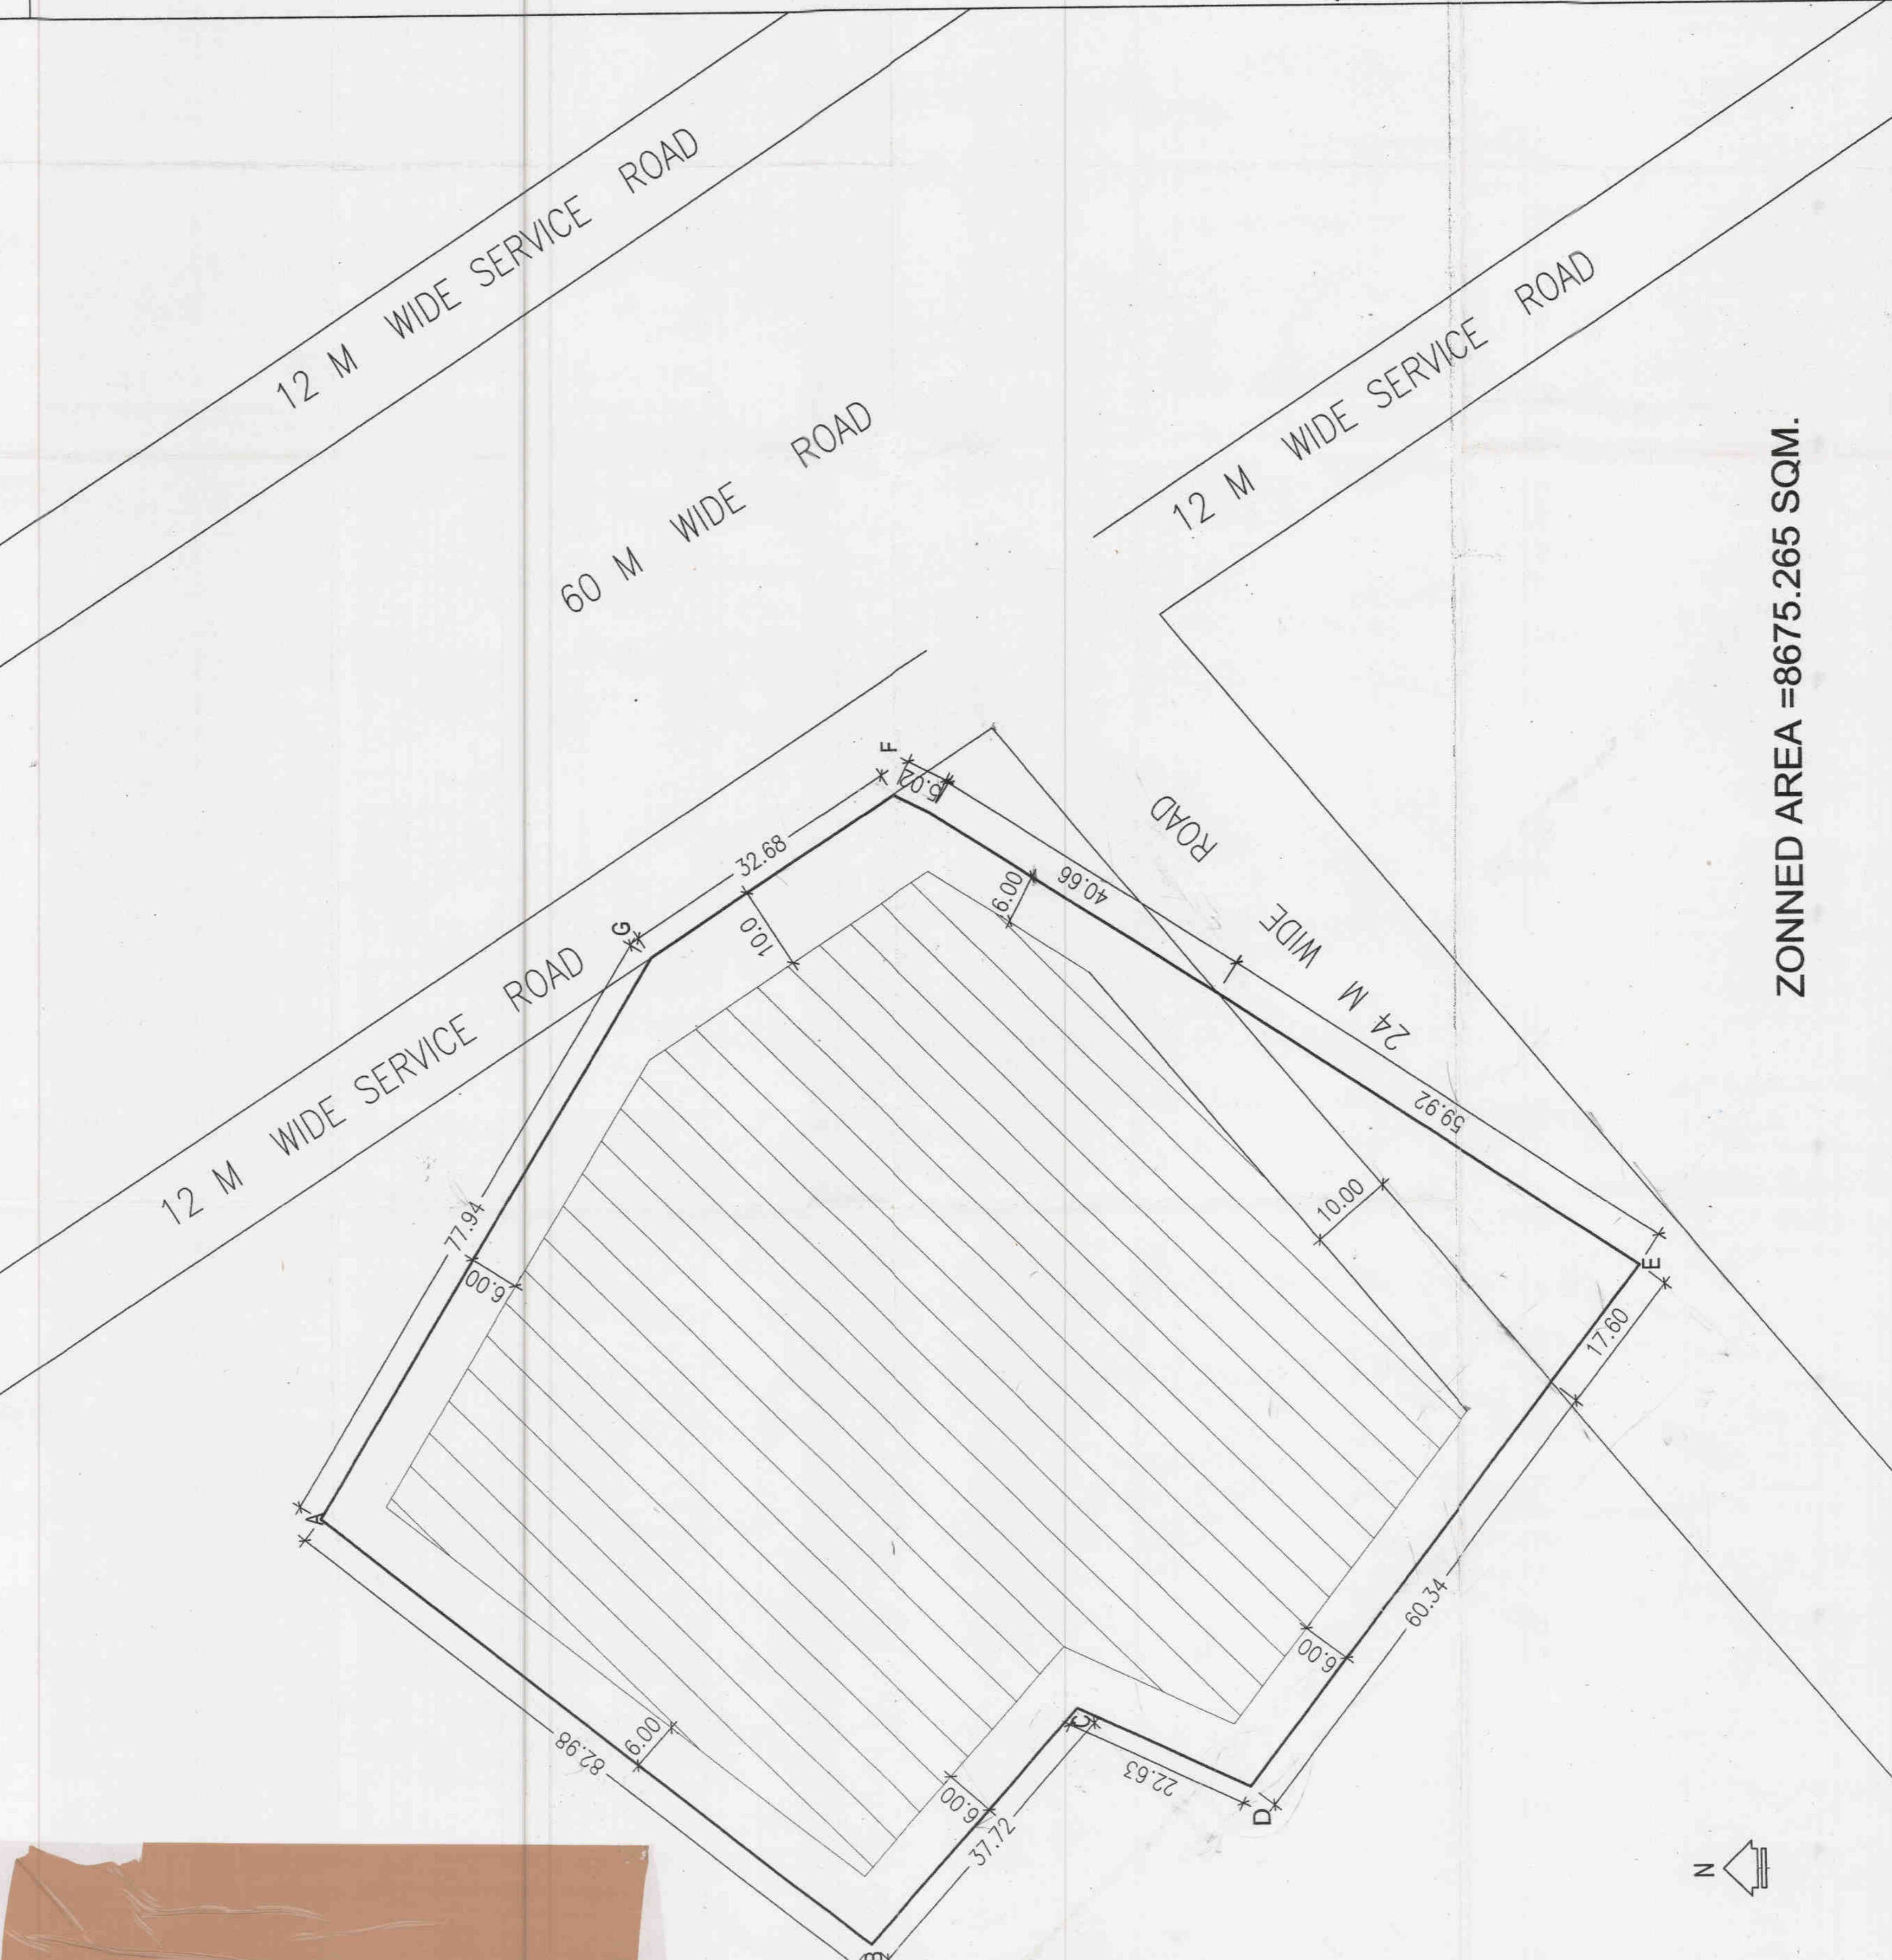 12 M WIDE SERVICE ROAD
60 M WIDE ROAD
12 M WIDE SERVICE ROAD
12 M WIDE SERVICE ROAD
24 M WIDE ROAD
ZONNED AREA =8675.265 SQM.
F
5.02
32.68
G
10.0
6.00
40.66
77.94
6.00
59.92
10.00
E
17.60
A
60.34
6.00
82.98
6.00
C
6.00
37.72
22.63
D
B
N